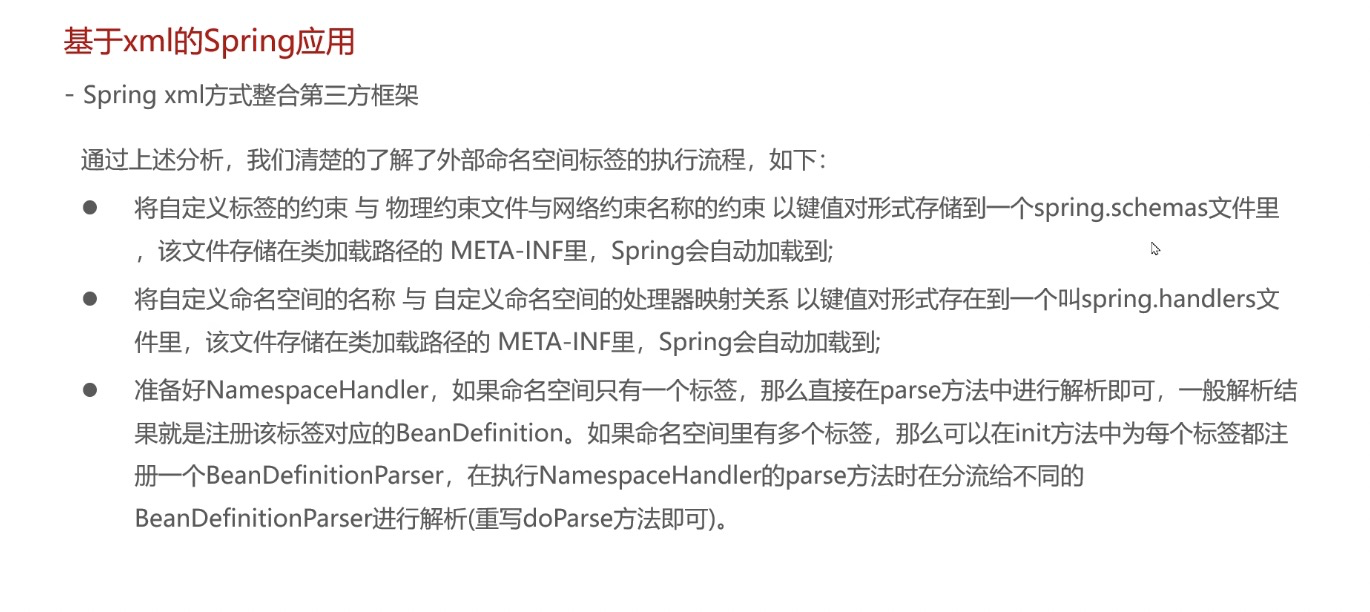 基于xml的Spring应用
- Spring xml方式整合第三方框架
通过上述分析，我们清楚的了解了外部命名空间标签的执行流程，如下：
● 将自定义标签的约束 与 物理约束文件与网络约束名称的约束 以键值对形式存储到一个spring.schemas文件里
，该文件存储在类加载路径的 META-INF里，Spring会自动加载到;
● 将自定义命名空间的名称 与 自定义命名空间的处理器映射关系 以键值对形式存在到一个叫spring.handlers文
件里，该文件存储在类加载路径的 META-INF里，Spring会自动加载到;
● 准备好NamespaceHandler，如果命名空间只有一个标签，那么直接在parse方法中进行解析即可，一般解析结
果就是注册该标签对应的BeanDefinition。如果命名空间里有多个标签，那么可以在init方法中为每个标签都注
册一个BeanDefinitionParser，在执行NamespaceHandler的parse方法时在分流给不同的
BeanDefinitionParser进行解析(重写doParse方法即可)。